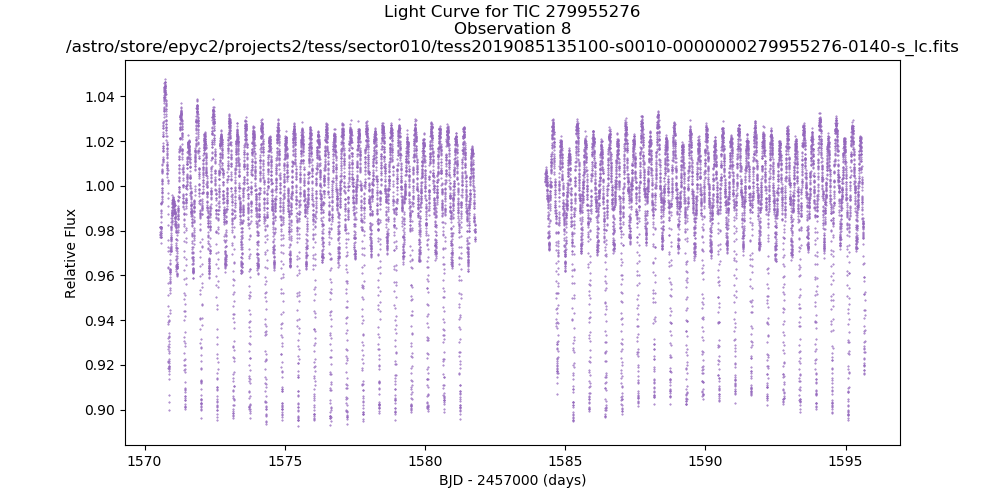 Light Curve for TIC 279955276
Observation 8
/astro/store/epyc2/projects2/tess/sector010/tess2019085135100-s0010-0000000279955276-0140-s_lc.fits
1.04
1.02
1.00
0.98
0.96
0.94
0.92
0.90
Relative Flux
1570
1575
1580
1585
1590
1595
BJD - 2457000 (days)